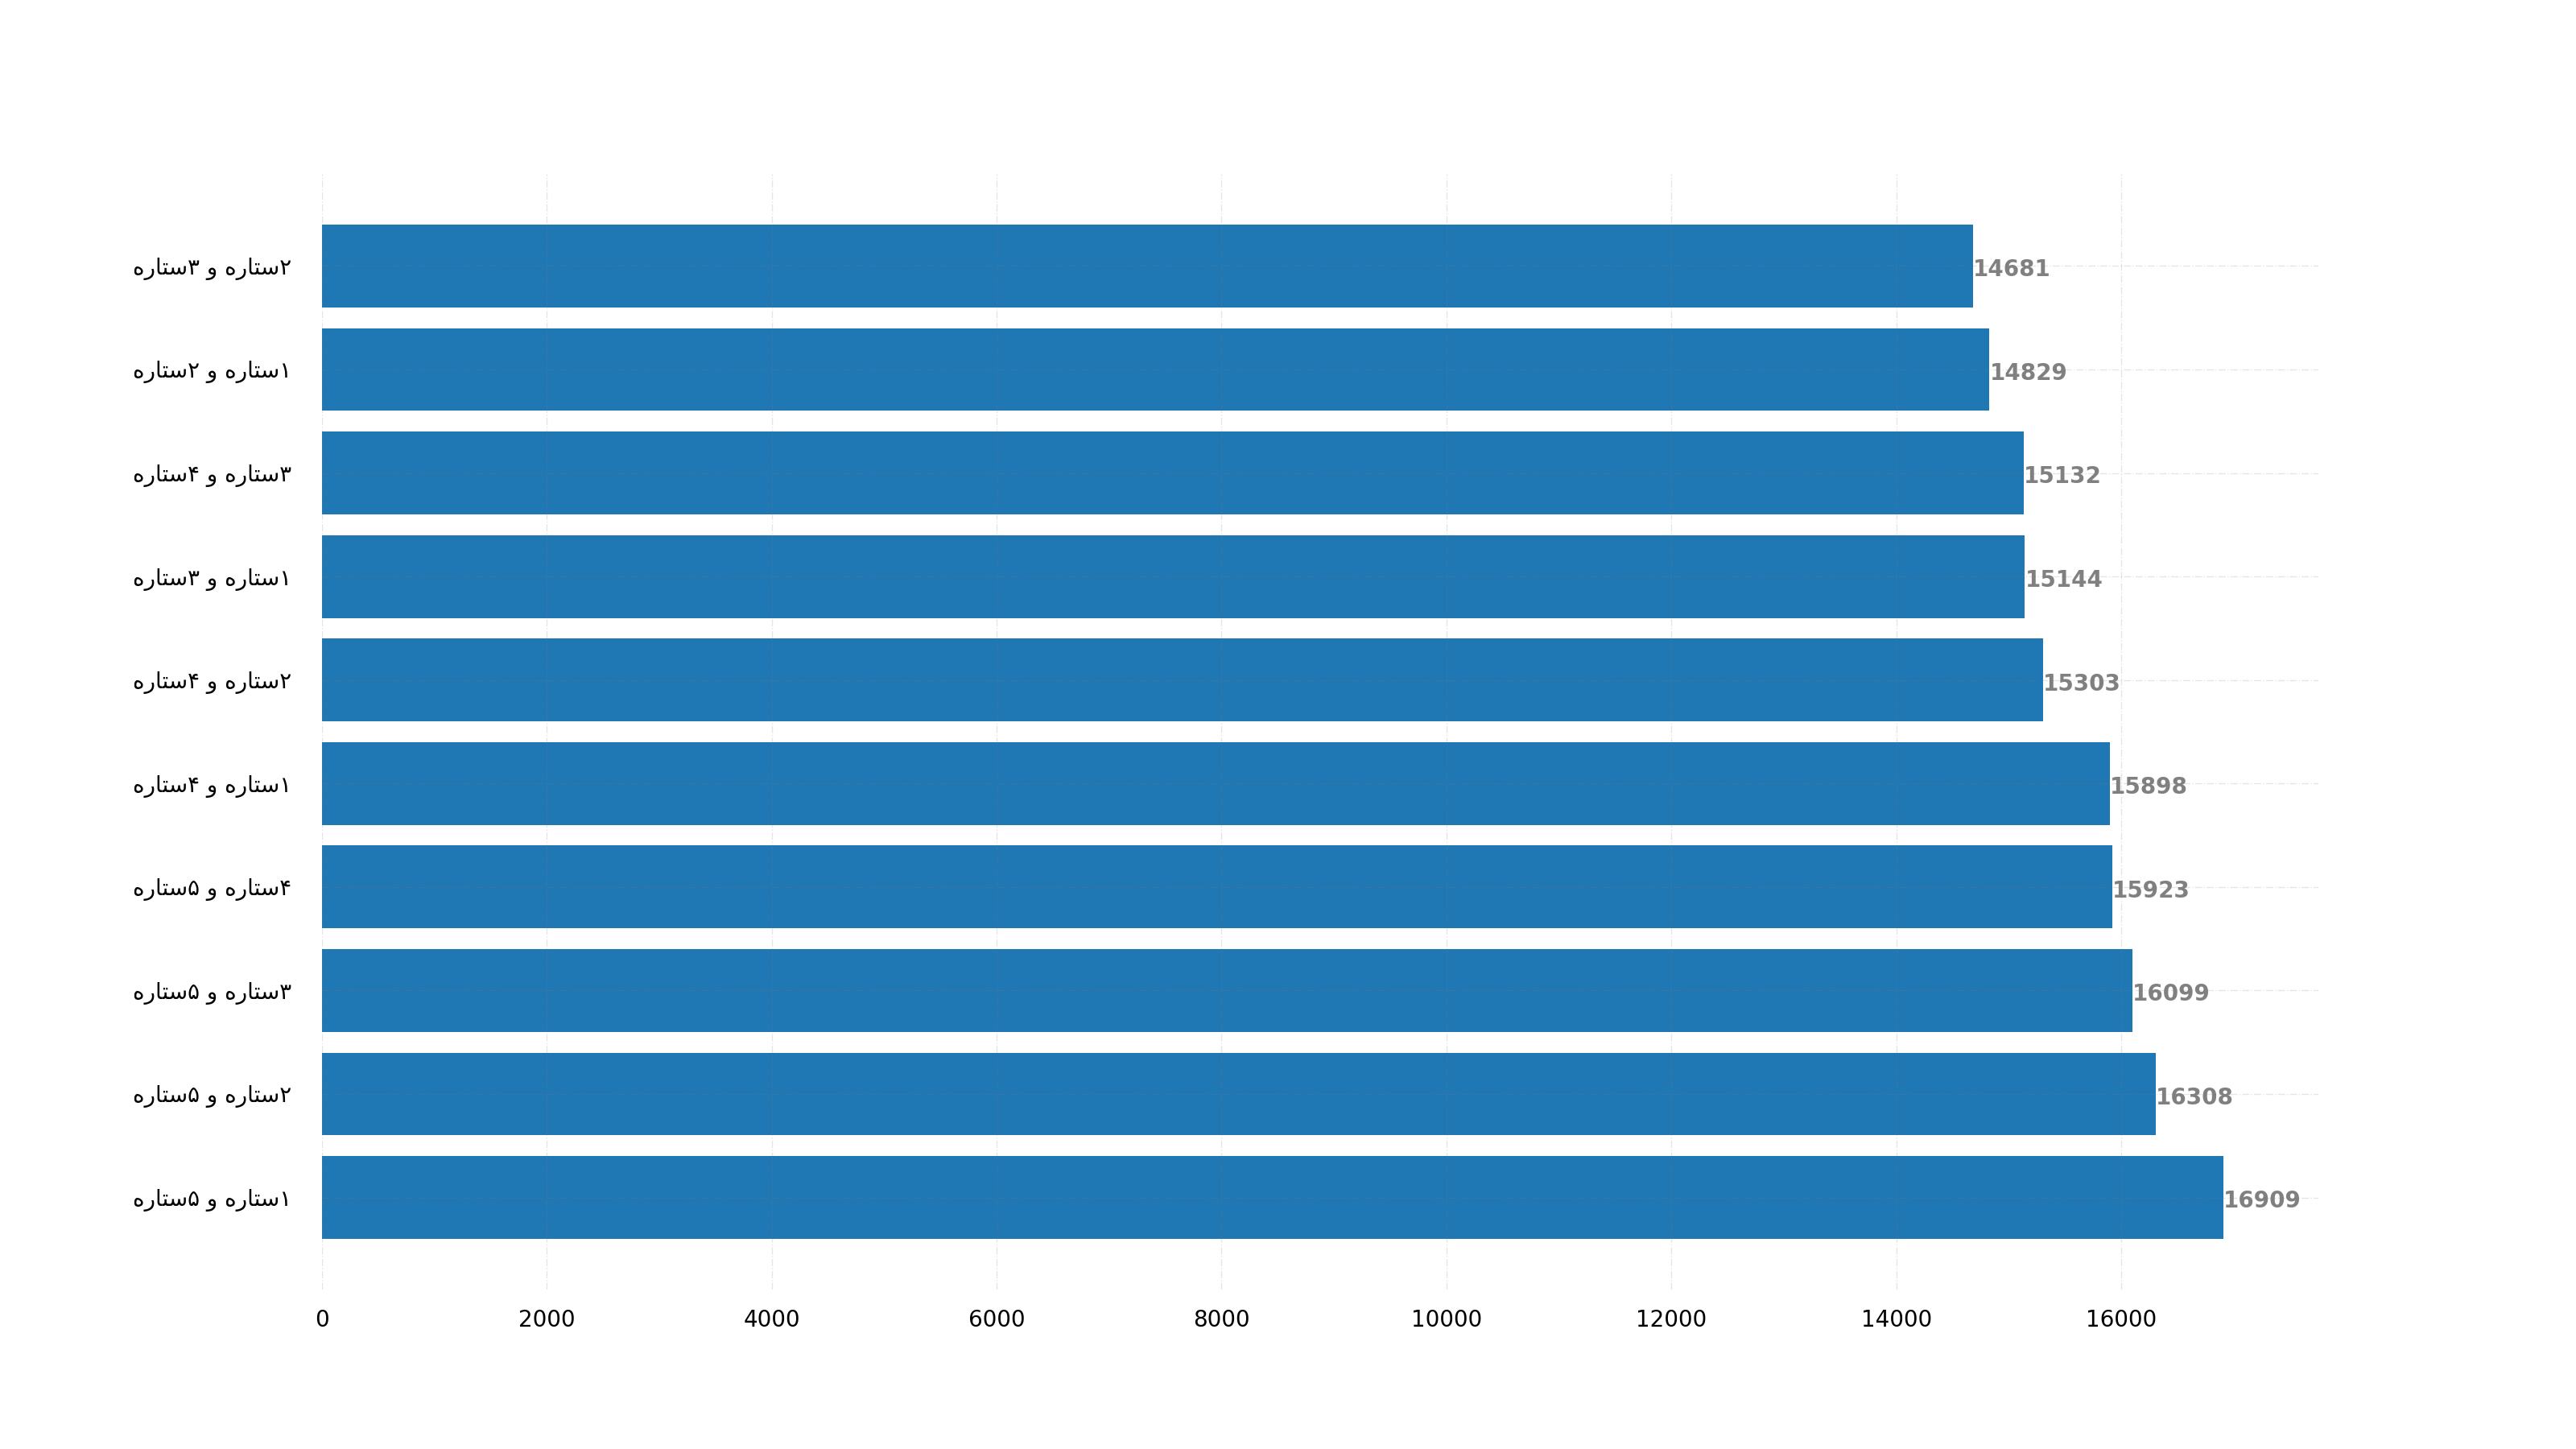 ۲ستاره و ۳ستاره 14681
۱ستاره و ۲ستاره 14829
۳ستاره و ۴ستاره 15132
۱ستاره و ۳ستاره 15144
۲ستاره و ۴ستاره 15303
۱ستاره و ۴ستاره 15898
۴ستاره و ۵ستاره 15923
۳ستاره و ۵ستاره 16099
۲ستاره و ۵ستاره 16308
۱ستاره و ۵ستاره 16909
0 2000 4000 6000 8000 10000 12000 14000 16000